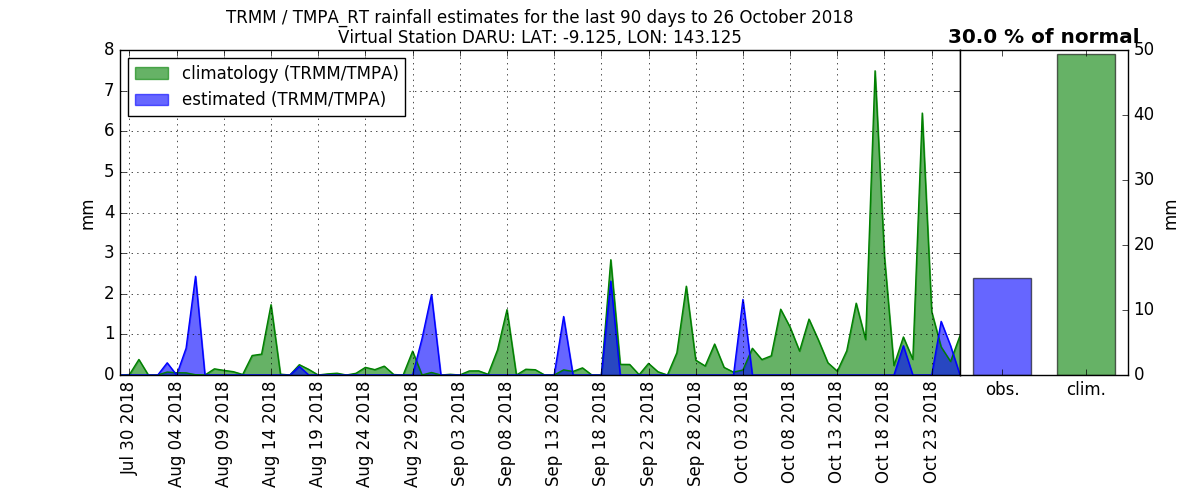 TRMM / TMPA_RT rainfall estimates for the last 90 days to 26 October 2018
Virtual Station DARU: LAT: -9.125, LON: 143.125
30.0 % of normal
climatology (TRMM/TMPA)
estimated (TRMM/TMPA)
mm
8
7
6
5
4
3
2
1
0
Jul 30 2018
Aug 04 2018
Aug 09 2018
Aug 14 2018
Aug 19 2018
Aug 24 2018
Aug 29 2018
Sep 03 2018
Sep 08 2018
Sep 13 2018
Sep 18 2018
Sep 23 2018
Sep 28 2018
Oct 03 2018
Oct 08 2018
Oct 13 2018
Oct 18 2018
Oct 23 2018
obs.
clim.
50
40
30
20
10
0
mm